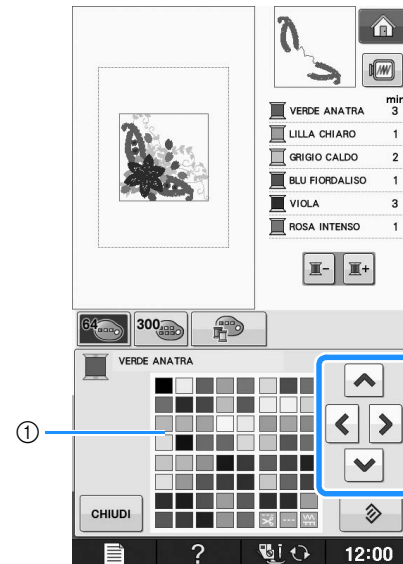 min
VERDE ANATRA 3
LILLA CHIARO 1
GRIGIO CALDO 2
BLU FIORDALISO 1
VIOLA 3
ROSA INTENSO 1
- +
64 300
VERDE ANATRA
①
CHIUDI
? 12:00